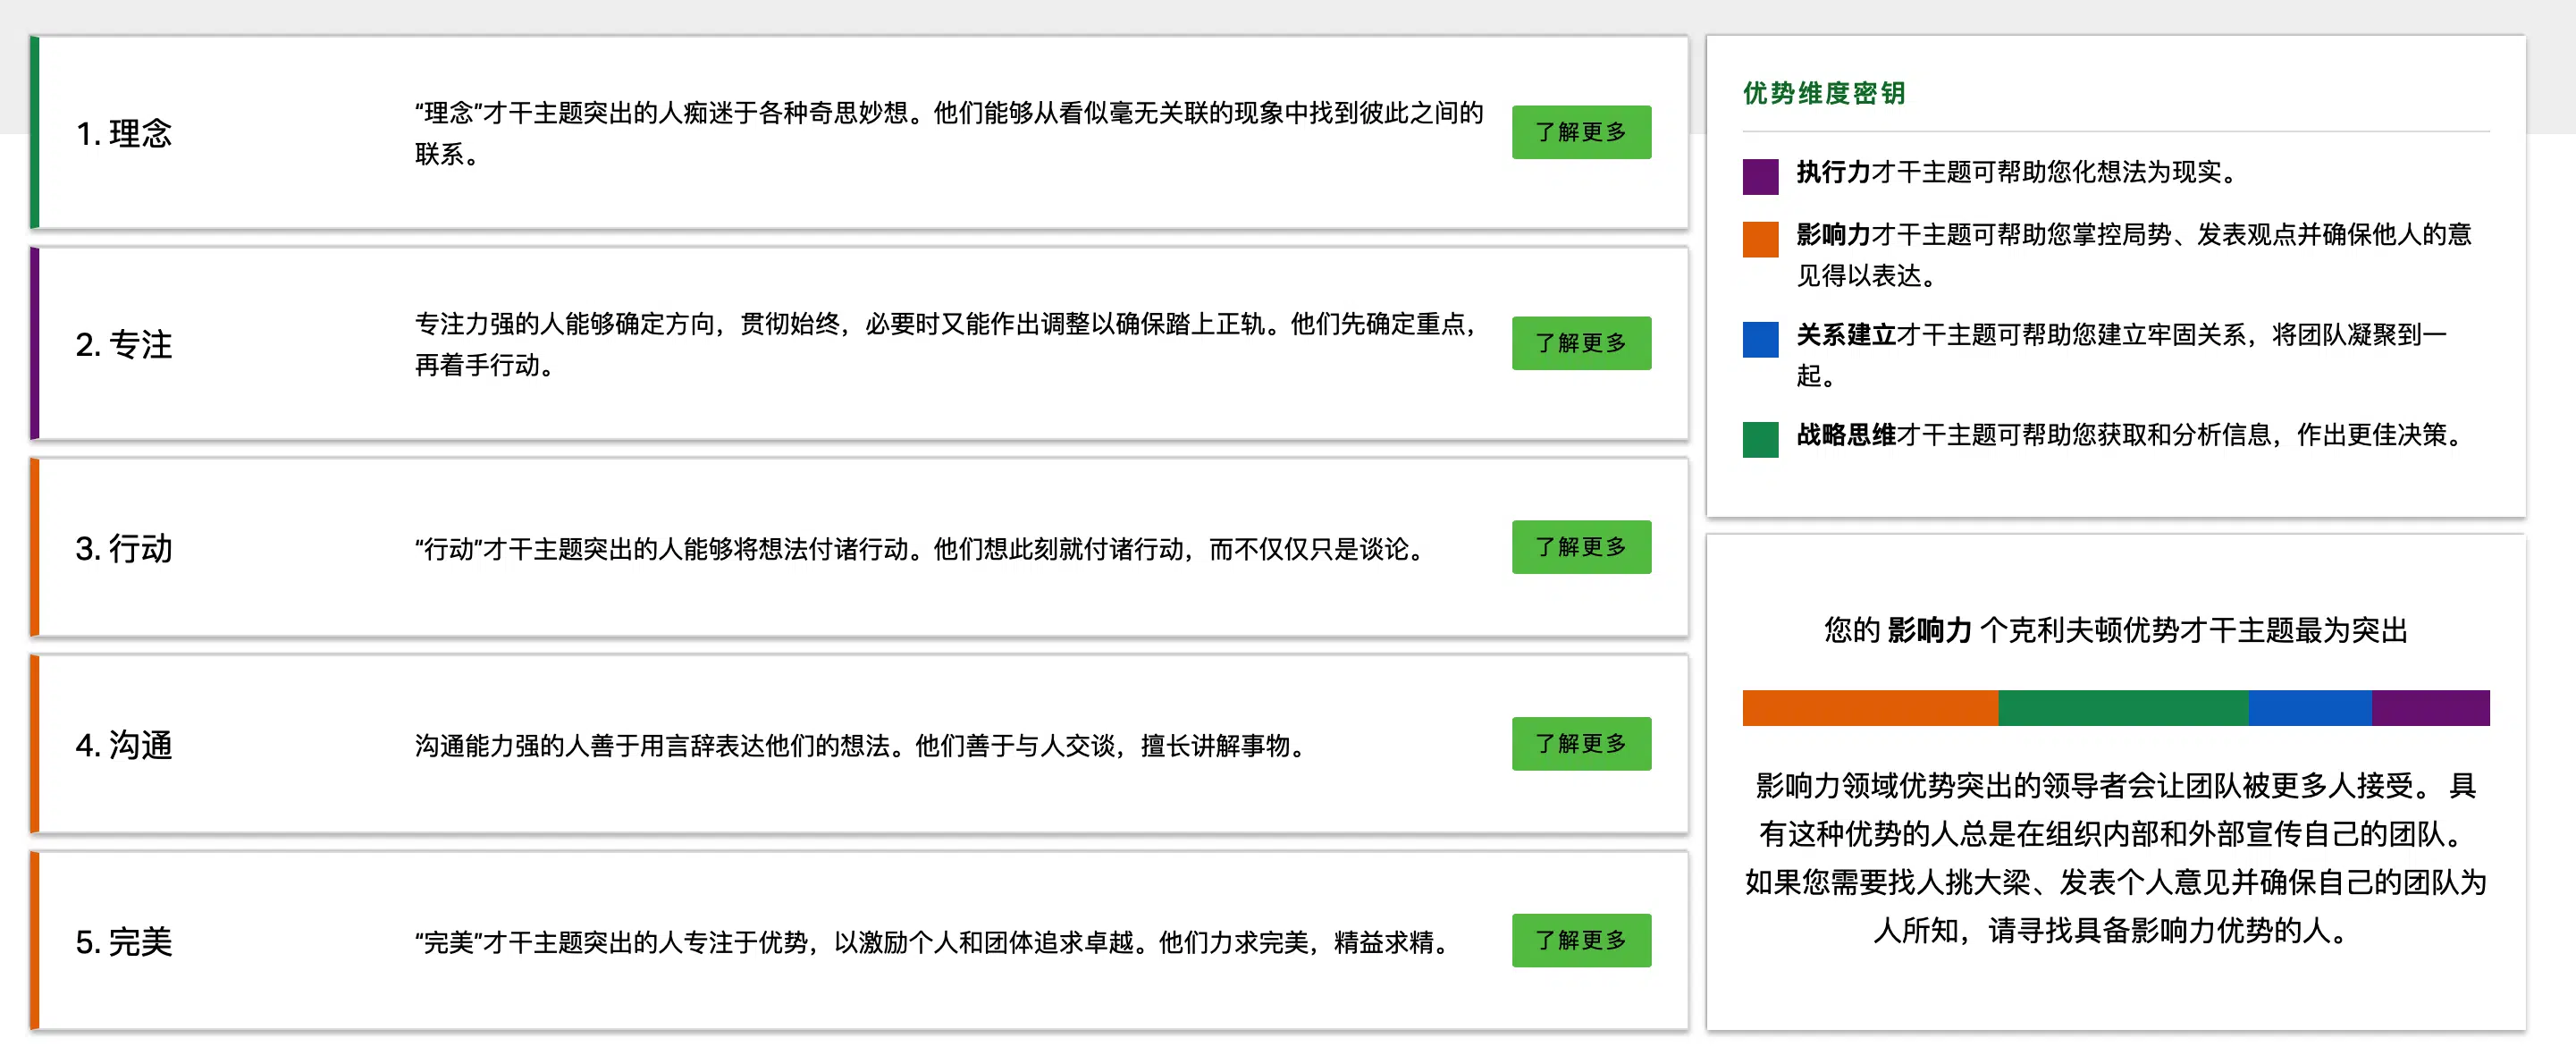 1. 理念
“理念”才干主题突出的人痴迷于各种奇思妙想。他们能够从看似毫无关联的现象中找到彼此之间的
联系。
了解更多
2. 专注
专注力强的人能够确定方向，贯彻始终，必要时又能作出调整以确保踏上正轨。他们先确定重点，
再着手行动。
了解更多
3. 行动
“行动”才干主题突出的人能够将想法付诸行动。他们想此刻就付诸行动，而不仅仅只是谈论。
了解更多
4. 沟通
沟通能力强的人善于用言辞表达他们的想法。他们善于与人交谈，擅长讲解事物。
了解更多
5. 完美
“完美”才干主题突出的人专注于优势，以激励个人和团体追求卓越。他们力求完美，精益求精。
了解更多
优势维度密钥
执行力才干主题可帮助您化想法为现实。
影响力才干主题可帮助您掌控局势、发表观点并确保他人的意
见得以表达。
关系建立才干主题可帮助您建立牢固关系，将团队凝聚到一
起。
战略思维才干主题可帮助您获取和分析信息，作出更佳决策。
您的 影响力 个克利夫顿优势才干主题最为突出
影响力领域优势突出的领导者会让团队被更多人接受。 具
有这种优势的人总是在组织内部和外部宣传自己的团队。
如果您需要找人挑大梁、发表个人意见并确保自己的团队为
人所知，请寻找具备影响力优势的人。